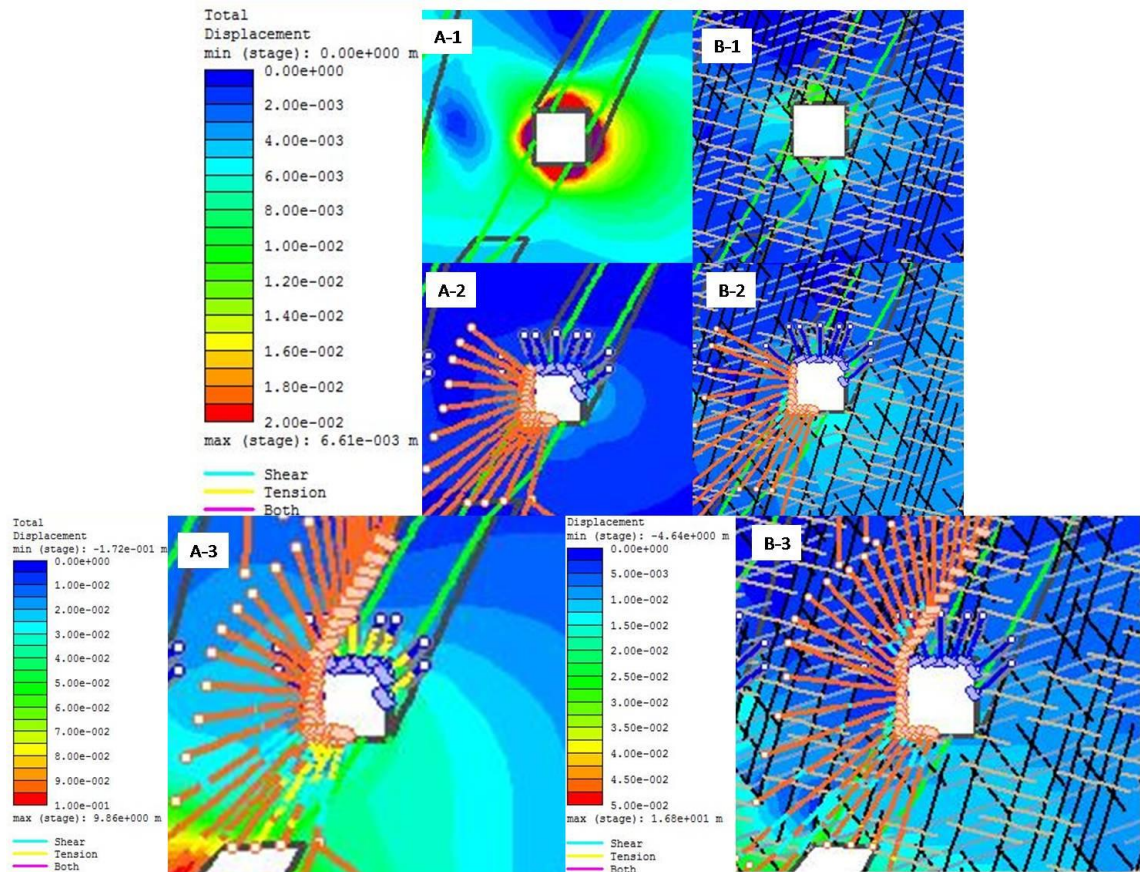 Total
Displacement
min (stage): 0.00e+000 m
0.00e+000
2.00e-003
4.00e-003
6.00e-003
8.00e-003
1.00e-002
1.20e-002
1.40e-002
1.60e-002
1.80e-002
2.00e-002
max (stage): 6.61e-003 m
Shear
Tension
Both
A-1
B-1
A-2
B-2
Total
Displacement
min (stage): -1.72e-001 m
0.00e+000
1.00e-002
2.00e-002
3.00e-002
4.00e-002
5.00e-002
6.00e-002
7.00e-002
8.00e-002
9.00e-002
1.00e-001
max (stage): 9.86e+000 m
Shear
Tension
Both
A-3
Total
Displacement
min (stage): -4.64e+000 m
0.00e+000
5.00e-003
1.00e-002
1.50e-002
2.00e-002
2.50e-002
3.00e-002
3.50e-002
4.00e-002
4.50e-002
5.00e-002
max (stage): 1.68e+001 m
Shear
Tension
Both
B-3